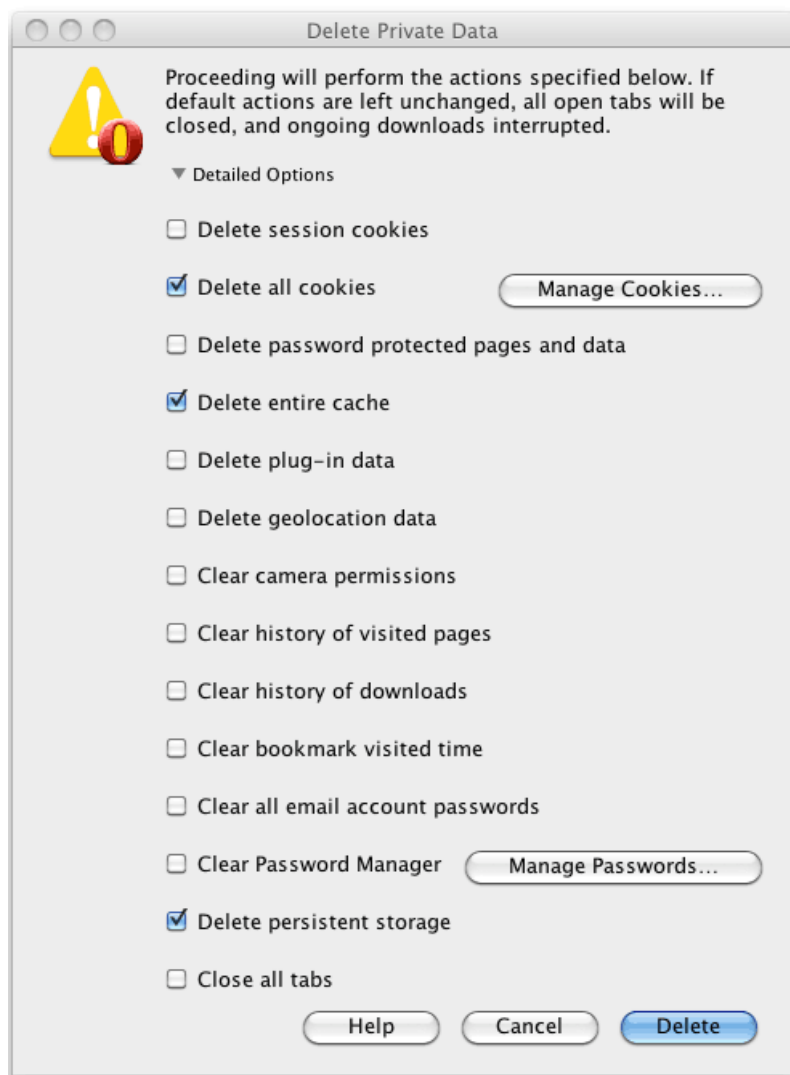 Delete Private Data
Proceeding will perform the actions specified below. If
default actions are left unchanged, all open tabs will be
closed, and ongoing downloads interrupted.
Detailed Options
Delete session cookies
Delete all cookies Manage Cookies...
Delete password protected pages and data
Delete entire cache
Delete plug-in data
Delete geolocation data
Clear camera permissions
Clear history of visited pages
Clear history of downloads
Clear bookmark visited time
Clear all email account passwords
Clear Password Manager Manage Passwords...
Delete persistent storage
Close all tabs
Help Cancel Delete